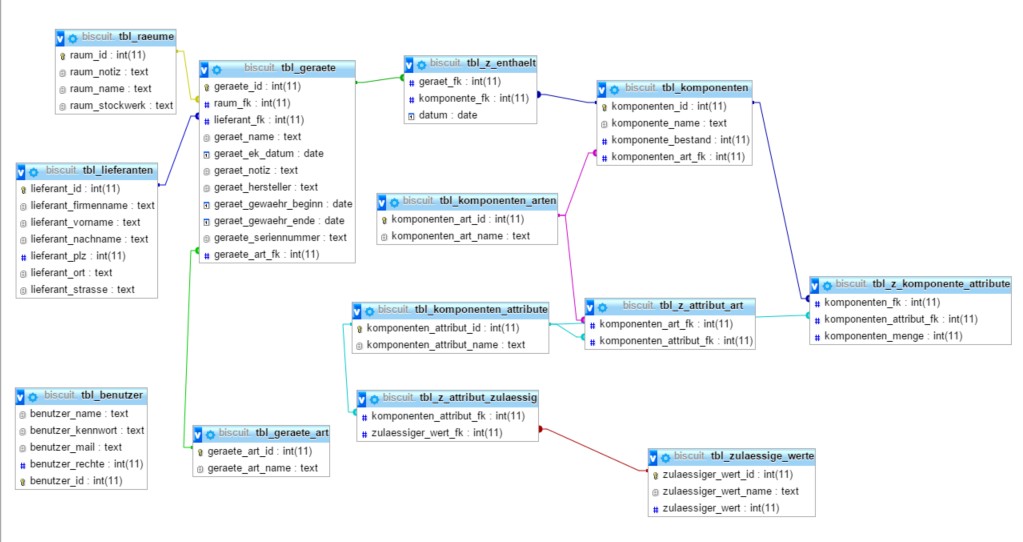 biscuit tbl_raeume
raum_id : int(11)
raum_notiz : text
raum_name : text
raum_stockwerk : text
biscuit tbl_geraete
geraete_id : int(11)
raum_fk : int(11)
lieferant_fk : int(11)
geraet_name : text
geraet_ek_datum : date
geraet_notiz : text
geraet_hersteller : text
geraet_gewaehr_beginn : date
geraet_gewaehr_ende : date
geraete_seriennummer : text
geraete_art_fk : int(11)
biscuit tbl_z_enthaelt
geraet_fk : int(11)
komponente_fk : int(11)
datum : date
biscuit tbl_komponenten
komponenten_id : int(11)
komponente_name : text
komponente_bestand : int(11)
komponenten_art_fk : int(11)
biscuit tbl_lieferanten
lieferant_id : int(11)
lieferant_firmenname : text
lieferant_vorname : text
lieferant_nachname : text
lieferant_plz : int(11)
lieferant_ort : text
lieferant_strasse : text
biscuit tbl_komponenten_arten
komponenten_art_id : int(11)
komponenten_art_name : text
biscuit tbl_komponenten_attribute
komponenten_attribut_id : int(11)
komponenten_attribut_name : text
biscuit tbl_z_attribut_art
komponenten_art_fk : int(11)
komponenten_attribut_fk : int(11)
biscuit tbl_z_komponente_attribute
komponenten_fk : int(11)
komponenten_attribut_fk : int(11)
komponenten_menge : int(11)
biscuit tbl_benutzer
benutzer_name : text
benutzer_kennwort : text
benutzer_mail : text
benutzer_rechte : int(11)
benutzer_id : int(11)
biscuit tbl_geraete_art
geraete_art_id : int(11)
geraete_art_name : text
biscuit tbl_z_attribut_zulaessig
komponenten_attribut_fk : int(11)
zulaessiger_wert_fk : int(11)
biscuit tbl_zulaessige_werte
zulaessiger_wert_id : int(11)
zulaessiger_wert_name : text
zulaessiger_wert : int(11)